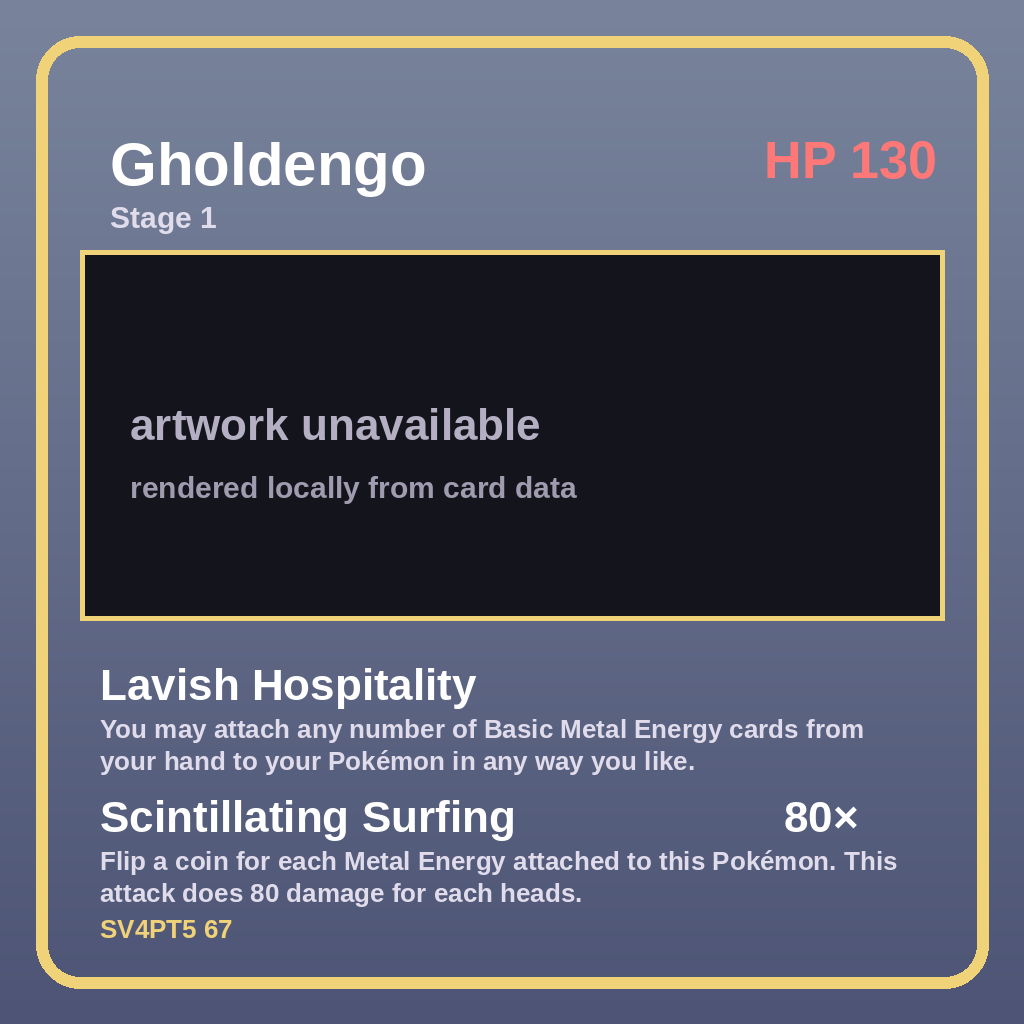 Gholdengo
HP 130
Stage 1
artwork unavailable
rendered locally from card data
Lavish Hospitality
You may attach any number of Basic Metal Energy cards from
your hand to your Pokémon in any way you like.
Scintillating Surfing 80×
Flip a coin for each Metal Energy attached to this Pokémon. This
attack does 80 damage for each heads.
SV4PT5 67